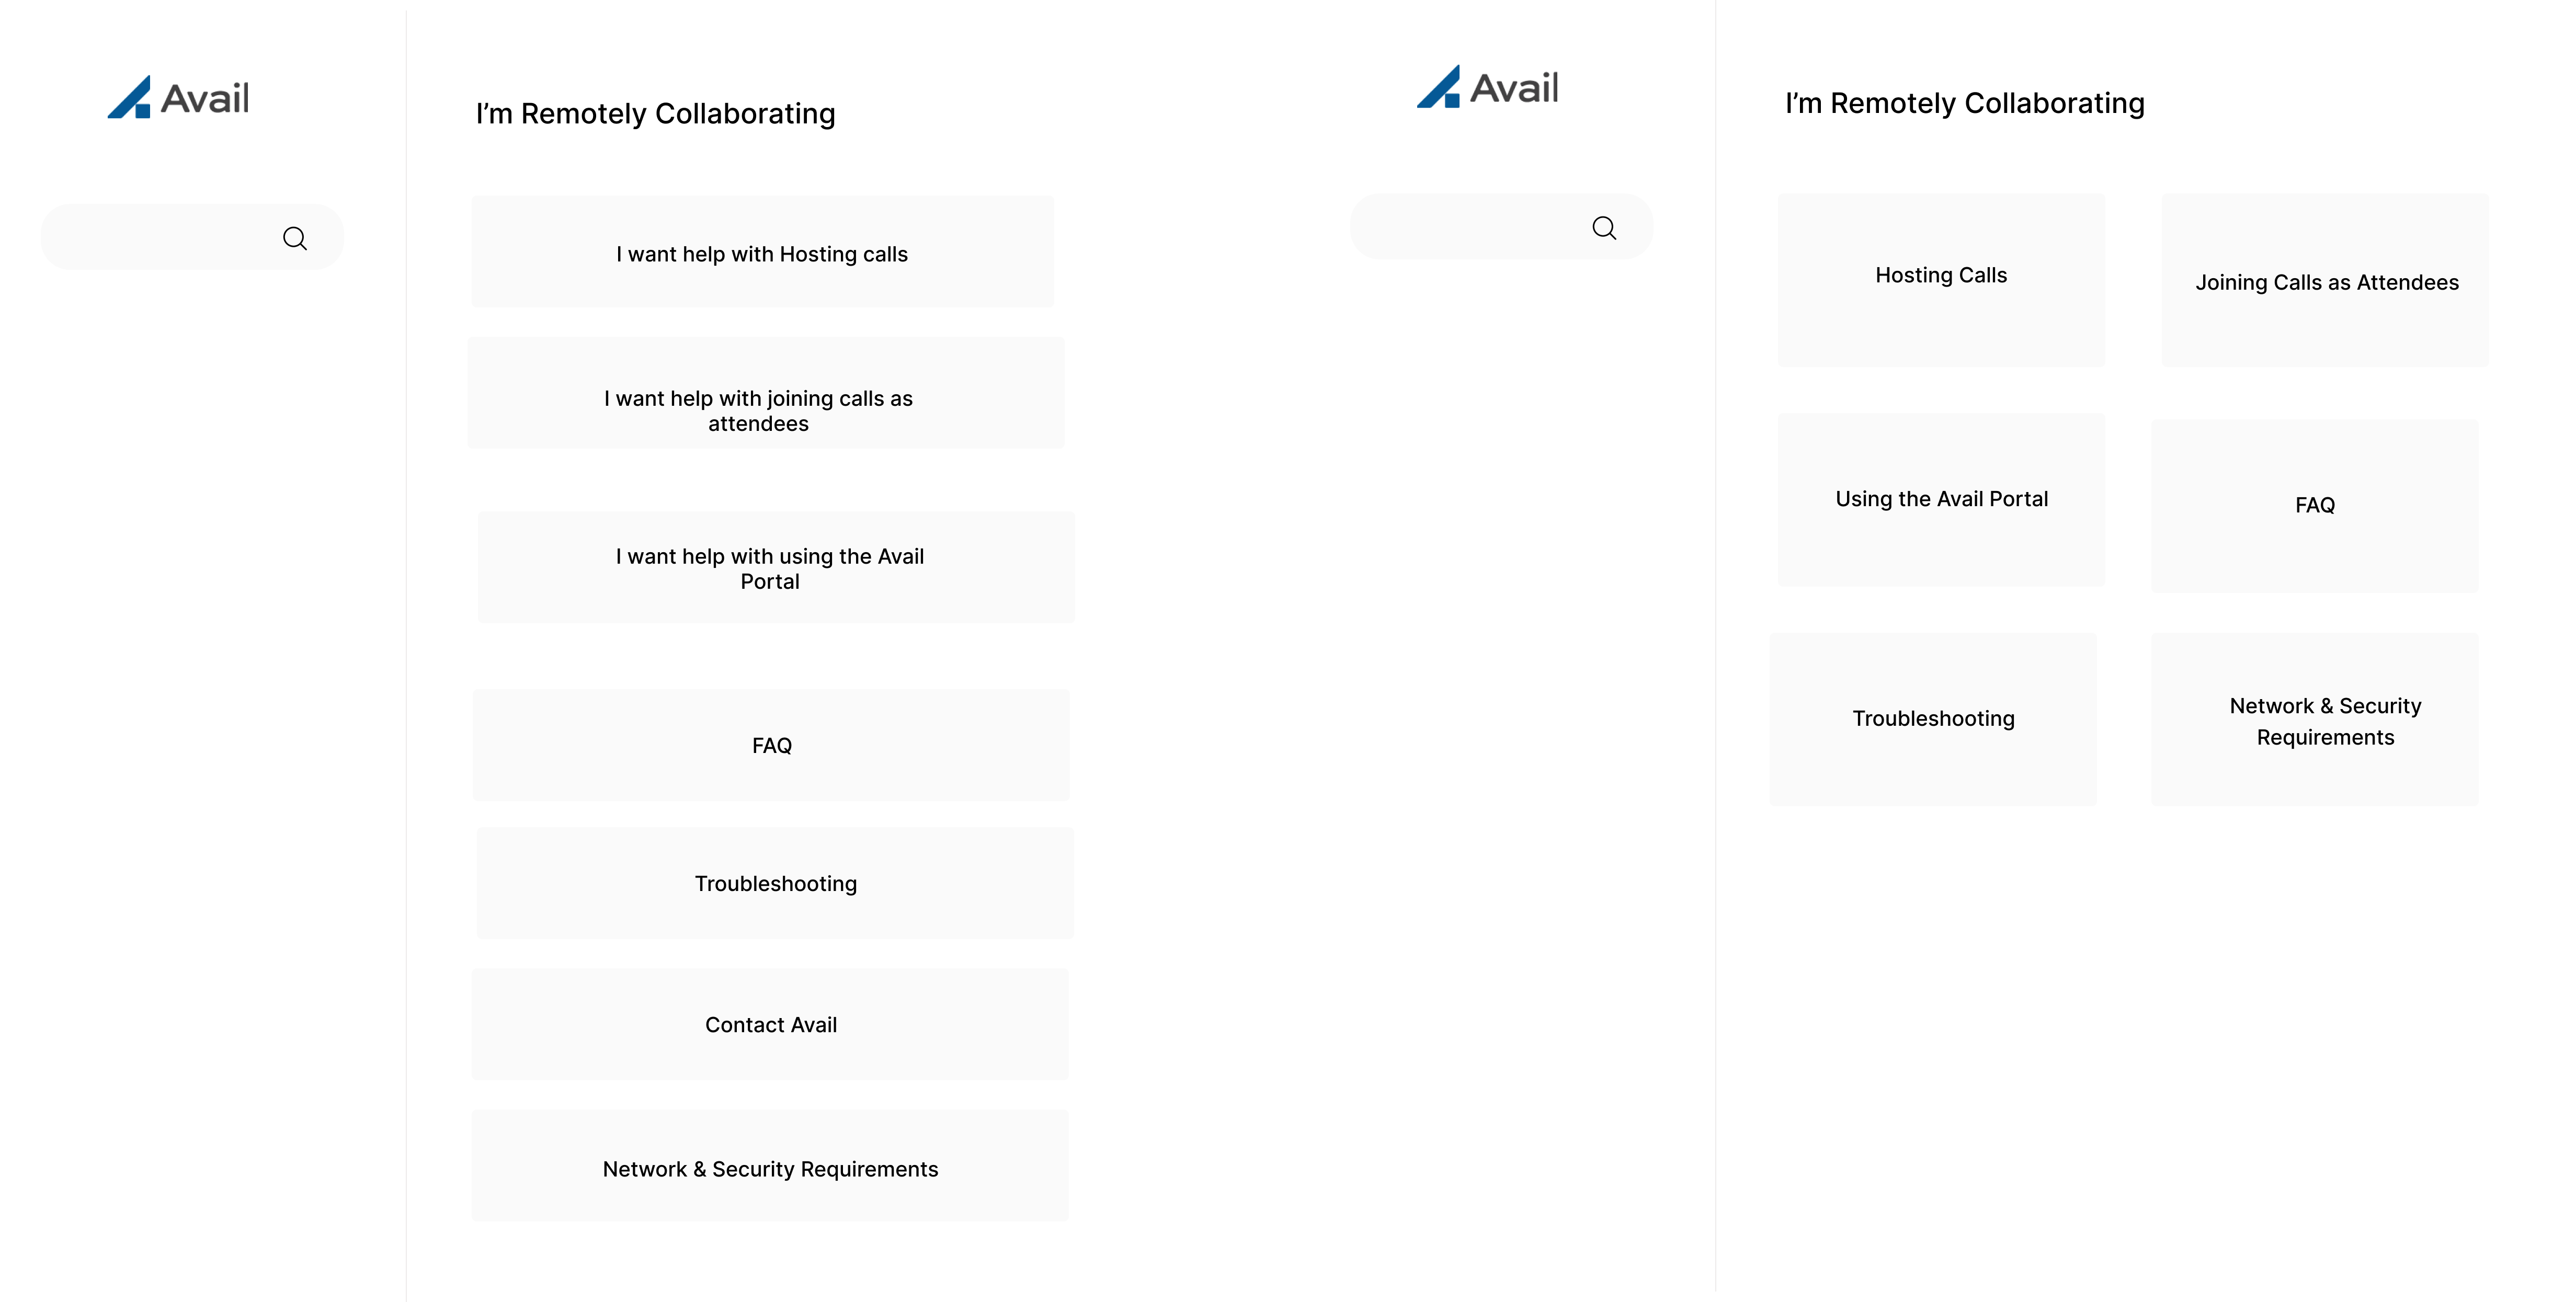 Avail
I’m Remotely Collaborating
I want help with Hosting calls
I want help with joining calls as
attendees
I want help with using the Avail
Portal
FAQ
Troubleshooting
Contact Avail
Network & Security Requirements
Avail
I’m Remotely Collaborating
Hosting Calls
Joining Calls as Attendees
Using the Avail Portal
FAQ
Troubleshooting
Network & Security
Requirements